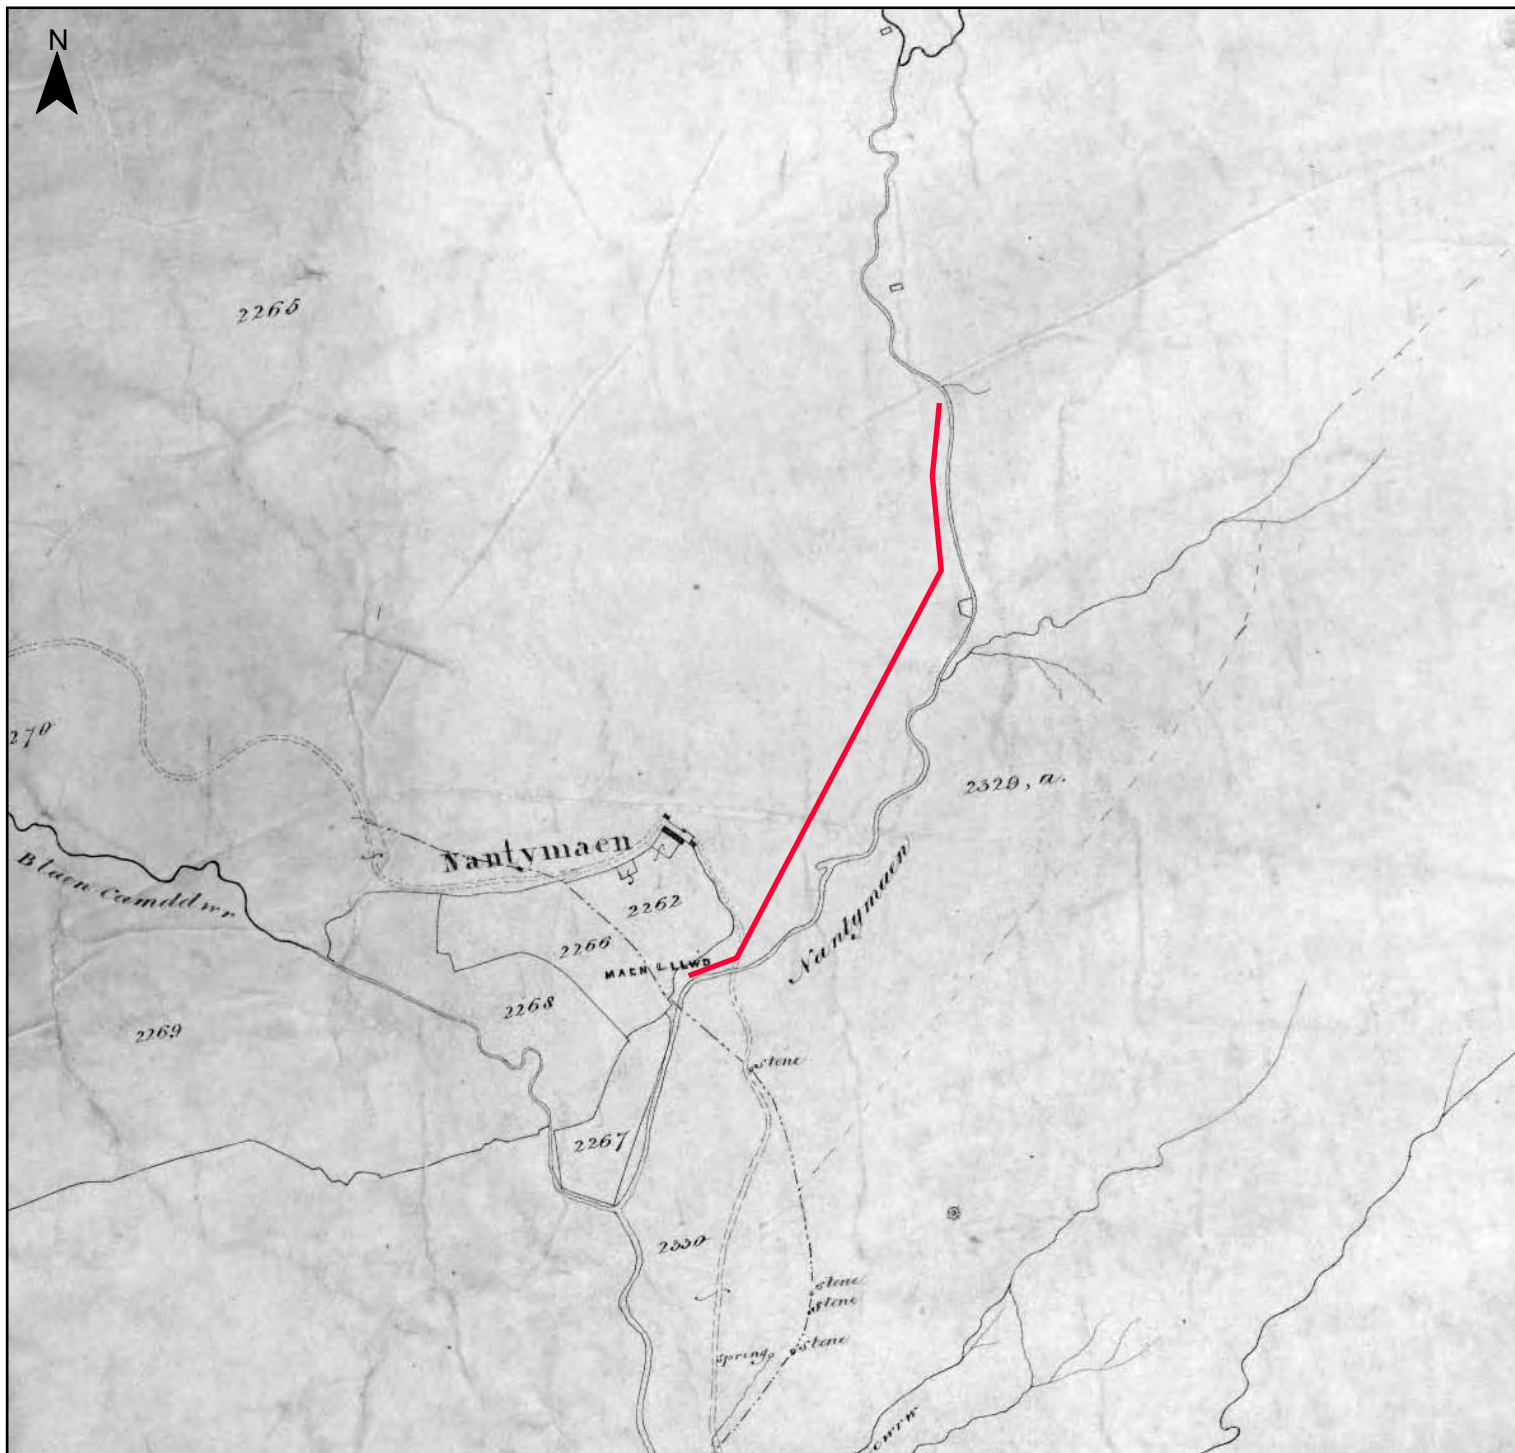 N
2265
270
Nantymaen
Blaen Camddwr
2329, a.
2262
2266
MAEN LLWD
Nantymaen
2268
2269
Stone
2267
2330
Stone
Stone
Spring
Stone